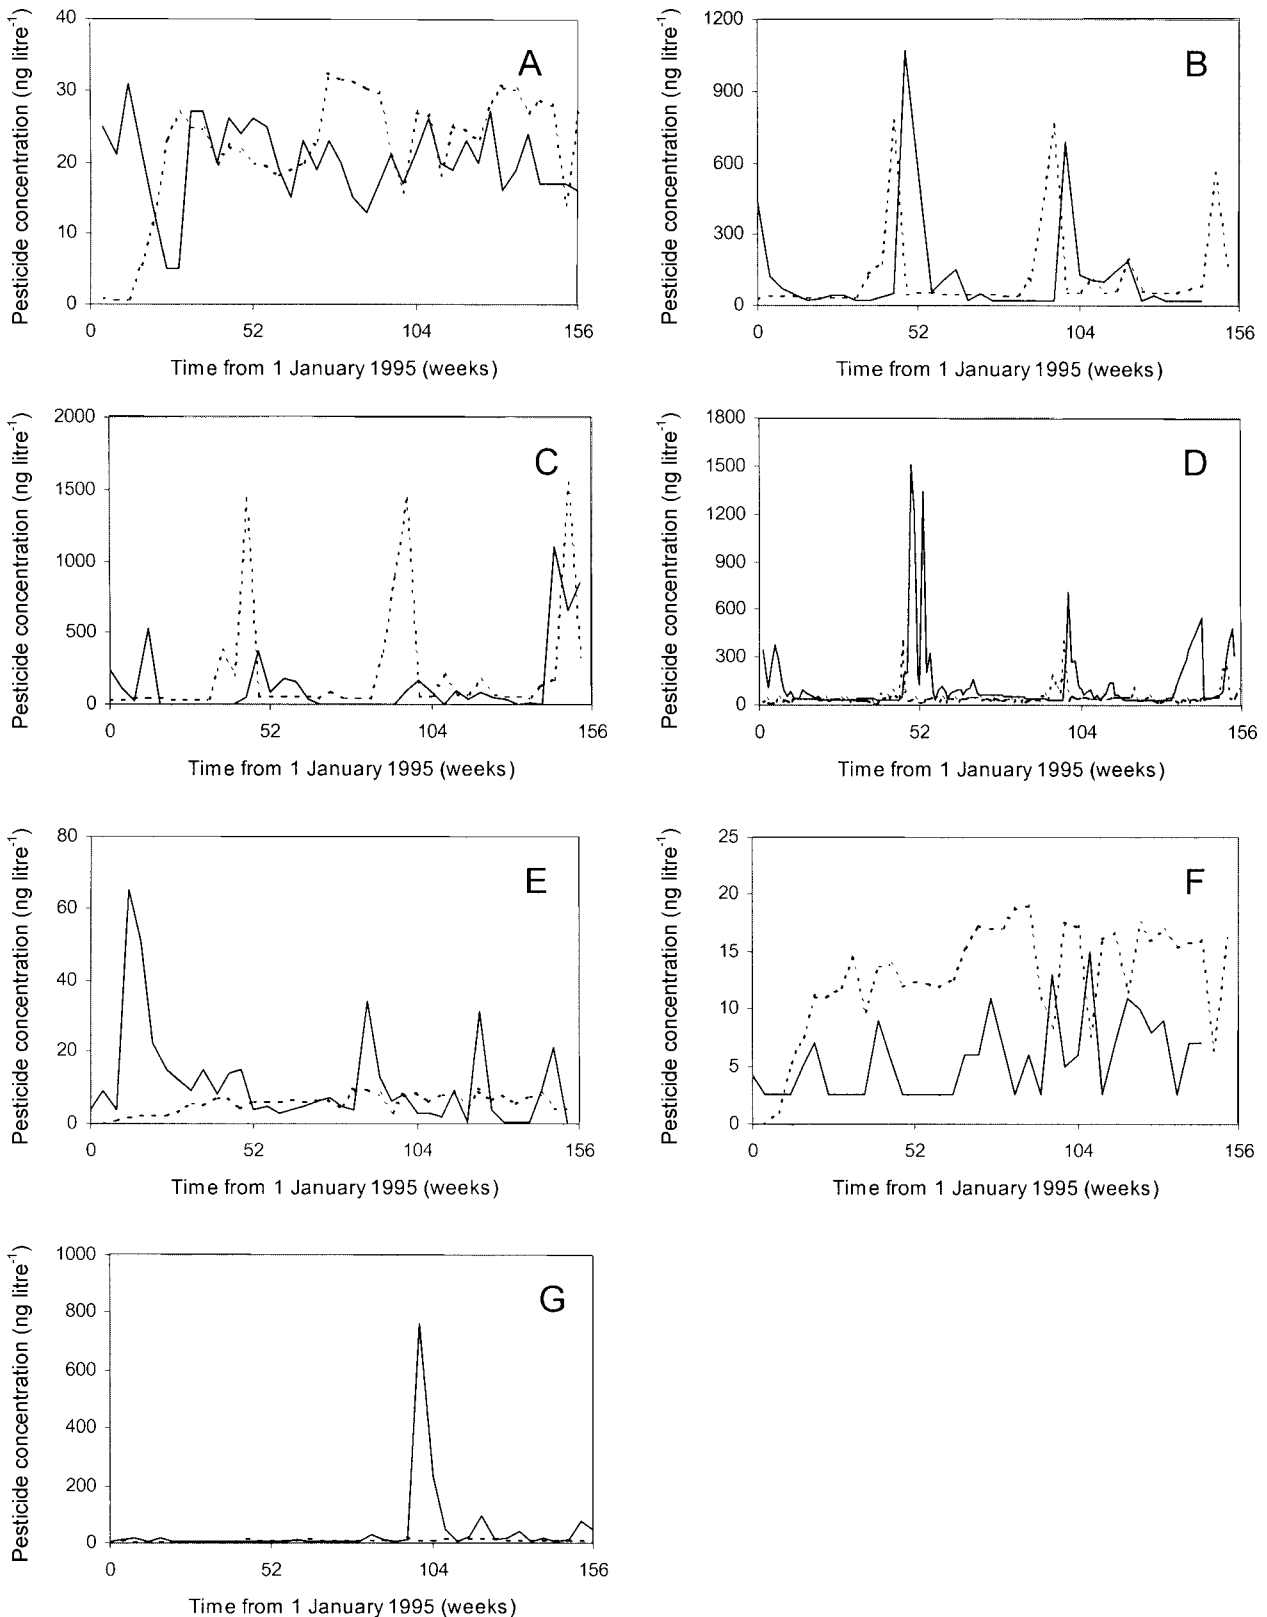 Pesticide concentration (ng litre-1)
40
30
20
10
0
A
0 52 104 156
Time from 1 January 1995 (weeks)
Pesticide concentration (ng litre-1)
1200
900
600
300
0
B
0 52 104 156
Time from 1 January 1995 (weeks)
Pesticide concentration (ng litre-1)
2000
1500
1000
500
0
C
0 52 104 156
Time from 1 January 1995 (weeks)
Pesticide concentration (ng litre-1)
1800
1500
1200
900
600
300
0
D
0 52 104 156
Time from 1 January 1995 (weeks)
Pesticide concentration (ng litre-1)
80
60
40
20
0
E
0 52 104 156
Time from 1 January 1995 (weeks)
Pesticide concentration (ng litre-1)
25
20
15
10
5
0
F
0 52 104 156
Time from 1 January 1995 (weeks)
Pesticide concentration (ng litre-1)
1000
800
600
400
200
0
G
0 52 104 156
Time from 1 January 1995 (weeks)